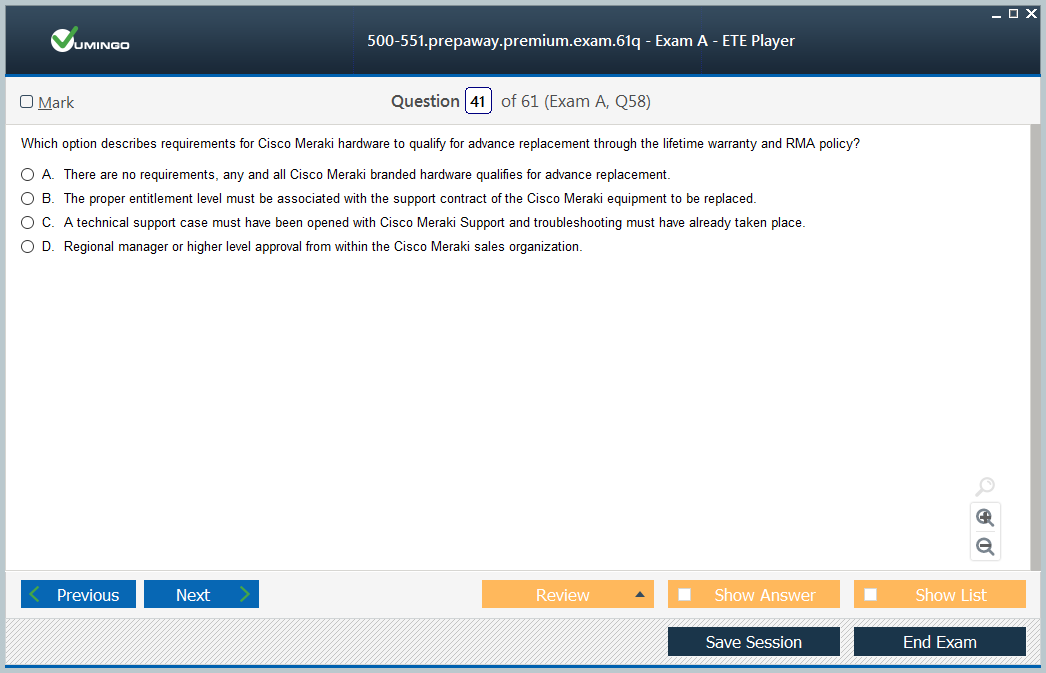 VUMINGO
500-551.prepaway.premium.exam.61q - Exam A - ETE Player
Mark
Question 41 of 61 (Exam A, Q58)
Which option describes requirements for Cisco Meraki hardware to qualify for advance replacement through the lifetime warranty and RMA policy?
A. There are no requirements, any and all Cisco Meraki branded hardware qualifies for advance replacement.
B. The proper entitlement level must be associated with the support contract of the Cisco Meraki equipment to be replaced.
C. A technical support case must have been opened with Cisco Meraki Support and troubleshooting must have already taken place.
D. Regional manager or higher level approval from within the Cisco Meraki sales organization.
Previous Next Review Show Answer Show List
Save Session End Exam